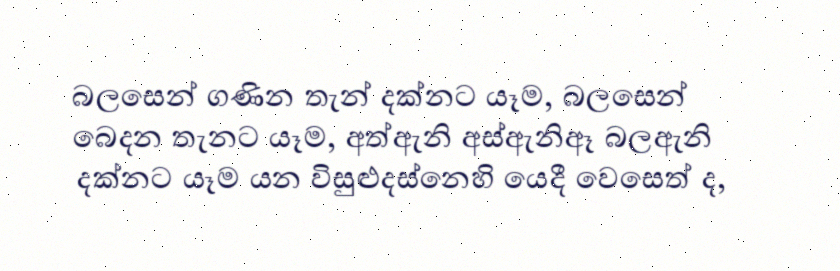 බලසෙන් ගණින තැන් දක්නට යෑම, බලසෙන්
බෙදන තැනට යෑම, අත්ඇනි අස්ඇනිඈ බලඇනි
දක්නට යෑම යන විසුළුදස්නෙහි යෙදී වෙසෙත් ද,